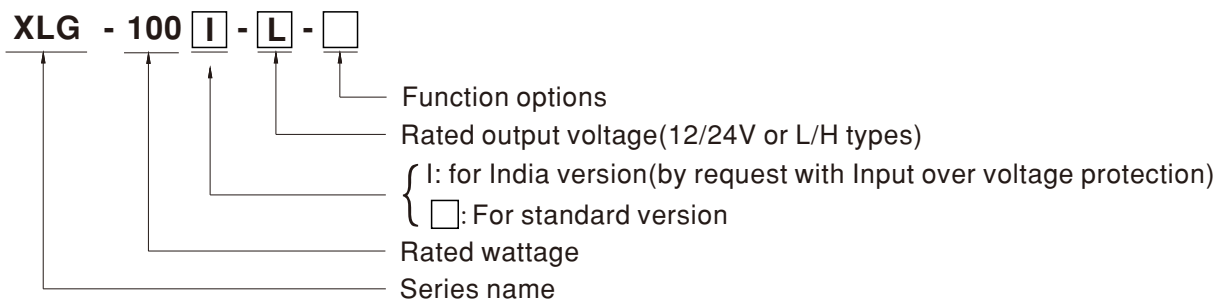 XLG - 100 I - L - □
Function options
Rated output voltage(12/24V or L/H types)
I: for India version(by request with Input over voltage protection)
□: For standard version
Rated wattage
Series name